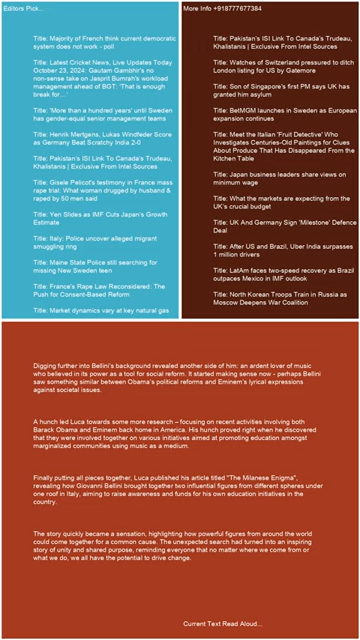 Editors Pick...
Title: Majority of French think current democratic
system does not work - poll
Title: Latest Cricket News, Live Updates Today
October 23, 2024: Gautam Gambhir's no
non-sense take on Jasprit Bumrah's workload
management ahead of BGT: 'That is enough
break for…"
Title: 'More than a hundred years' until Sweden
has gender-equal senior management teams
Title: Henrik Mertgens, Lukas Windfeder Score
as Germany Beat Scratchy India 2-0
Title: Pakistan's ISI Link To Canada's Trudeau,
Khalistanis | Exclusive From Intel Sources
Title: Gisele Pelicot's testimony in France mass
rape trial: What woman drugged by husband &
raped by 50 men said
Title: Yen Slides as IMF Cuts Japan's Growth
Estimate
Title: Italy: Police uncover alleged migrant
smuggling ring
Title: Maine State Police still searching for
missing New Sweden teen
Title: France's Rape Law Reconsidered: The
Push for Consent-Based Reform
Title: Market dynamics vary at key natural gas
More Info +918777677384
Title: Pakistan's ISI Link To Canada's Trudeau,
Khalistanis | Exclusive From Intel Sources
Title: Watches of Switzerland pressured to ditch
London listing for US by Gatemore
Title: Son of Singapore's first PM says UK has
granted him asylum
Title: BetMGM launches in Sweden as European
expansion continues
Title: Meet the Italian 'Fruit Detective' Who
Investigates Centuries-Old Paintings for Clues
About Produce That Has Disappeared From the
Kitchen Table
Title: Japan business leaders share views on
minimum wage
Title: What the markets are expecting from the
UK's crucial budget
Title: UK And Germany Sign 'Milestone' Defence
Deal
Title: After US and Brazil, Uber India surpasses
1 million drivers
Title: LatAm faces two-speed recovery as Brazil
outpaces Mexico in IMF outlook
Title: North Korean Troops Train in Russia as
Moscow Deepens War Coalition
Digging further into Bellini's background revealed another side of him: an ardent lover of music
who believed in its power as a tool for social reform. It started making sense now - perhaps Bellini
saw something similar between Obama's political reforms and Eminem's lyrical expressions
against societal issues.
A hunch led Luca towards some more research – focusing on recent activities involving both
Barack Obama and Eminem back home in America. His hunch proved right when he discovered
that they were involved together on various initiatives aimed at promoting education amongst
marginalized communities using music as a medium.
Finally putting all pieces together, Luca published his article titled "The Milanese Enigma",
revealing how Giovanni Bellini brought together two influential figures from different spheres under
one roof in Italy, aiming to raise awareness and funds for his own education initiatives in the
country.
The story quickly became a sensation, highlighting how powerful figures from around the world
could come together for a common cause. The unexpected search had turned into an inspiring
story of unity and shared purpose, reminding everyone that no matter where we come from or
what we do, we all have the potential to drive change.
Current Text Read Aloud...